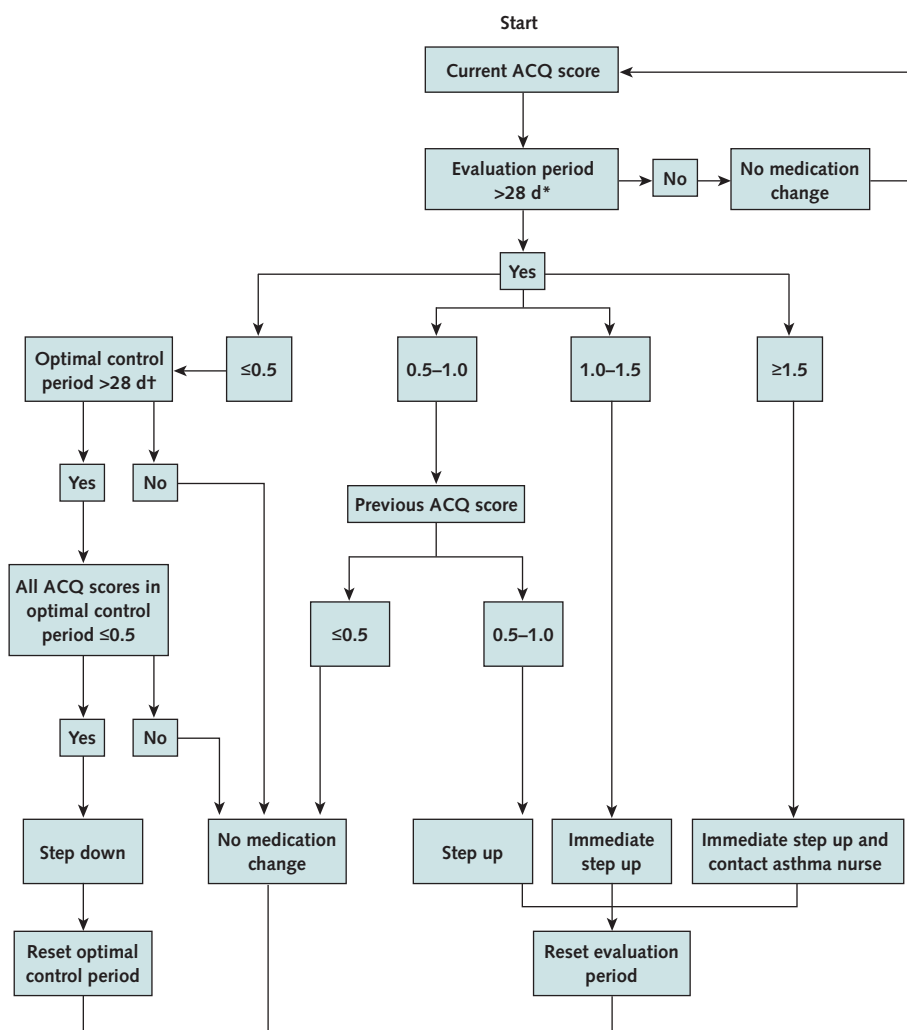 Start
Current ACQ score
Evaluation period
>28 d*
No
No medication
change
Yes
Optimal control
period >28 d†
≤0.5
0.5–1.0
1.0–1.5
≥1.5
Yes
No
Previous ACQ score
All ACQ scores in
optimal control
period ≤0.5
≤0.5
0.5–1.0
Yes
No
Step down
No medication
change
Step up
Immediate
step up
Immediate step up and
contact asthma nurse
Reset optimal
control period
Reset evaluation
period